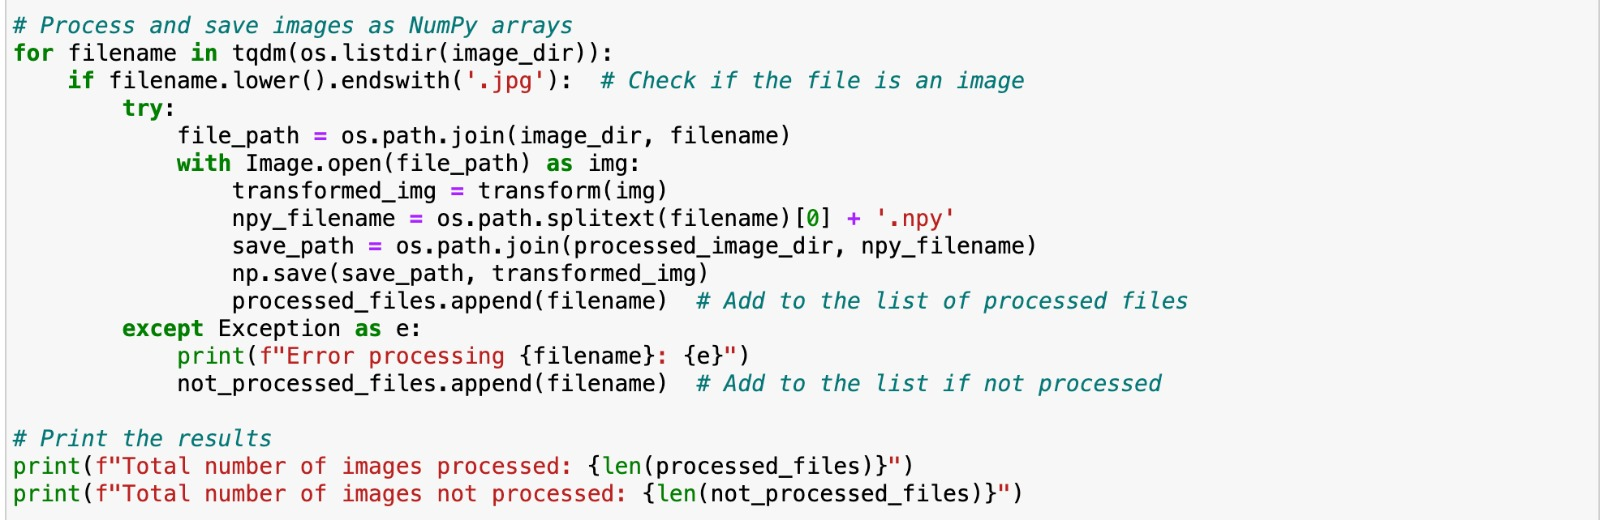 # Process and save images as NumPy arrays
for filename in tqdm(os.listdir(image_dir)):
    if filename.lower().endswith('.jpg'):  # Check if the file is an image
        try:
            file_path = os.path.join(image_dir, filename)
            with Image.open(file_path) as img:
                transformed_img = transform(img)
                npy_filename = os.path.splitext(filename)[0] + '.npy'
                save_path = os.path.join(processed_image_dir, npy_filename)
                np.save(save_path, transformed_img)
                processed_files.append(filename)  # Add to the list of processed files
        except Exception as e:
            print(f"Error processing {filename}: {e}")
            not_processed_files.append(filename)  # Add to the list if not processed

# Print the results
print(f"Total number of images processed: {len(processed_files)}")
print(f"Total number of images not processed: {len(not_processed_files)}")